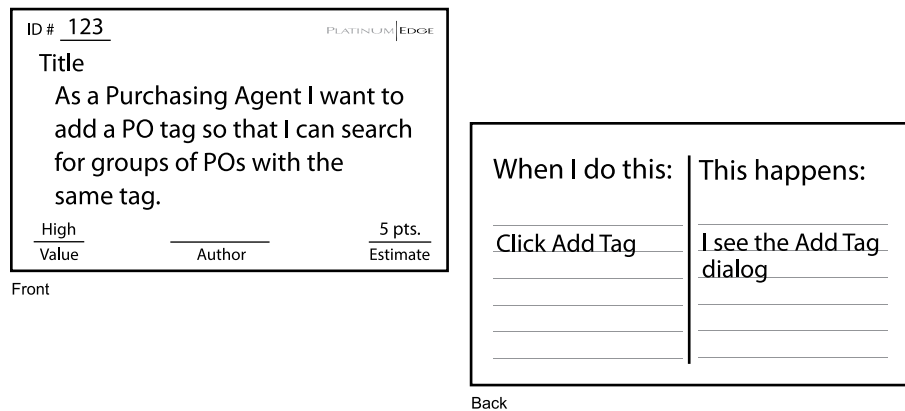 ID # 123
PLATINUM|EDGE
Title
As a Purchasing Agent I want to
add a PO tag so that I can search
for groups of POs with the
same tag.
High
5 pts.
Value
Author
Estimate
Front
When I do this:
This happens:
Click Add Tag
I see the Add Tag
dialog
Back